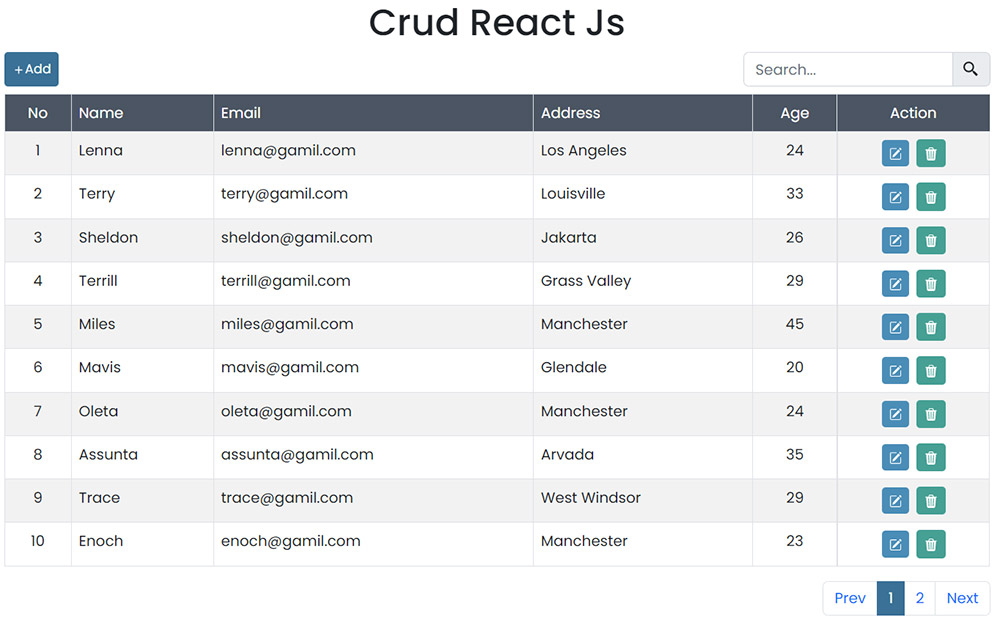 Crud React Js
+ Add
Search...
No Name Email Address Age Action
1 Lenna lenna@gamil.com Los Angeles 24
2 Terry terry@gamil.com Louisville 33
3 Sheldon sheldon@gamil.com Jakarta 26
4 Terrill terrill@gamil.com Grass Valley 29
5 Miles miles@gamil.com Manchester 45
6 Mavis mavis@gamil.com Glendale 20
7 Oleta oleta@gamil.com Manchester 24
8 Assunta assunta@gamil.com Arvada 35
9 Trace trace@gamil.com West Windsor 29
10 Enoch enoch@gamil.com Manchester 23
Prev 1 2 Next